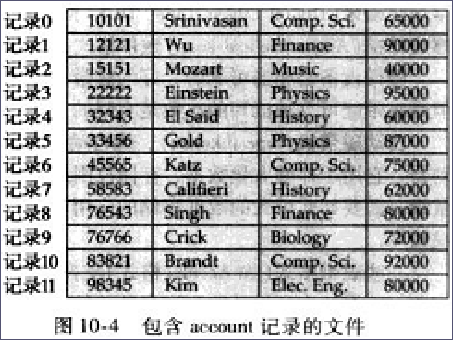 记录0 10101 Srinivasan Comp. Sci. 65000
记录1 12121 Wu Finance 90000
记录2 15151 Mozart Music 40000
记录3 22222 Einstein Physics 95000
记录4 32343 El Said History 60000
记录5 33456 Gold Physics 87000
记录6 45565 Katz Comp. Sci. 75000
记录7 58583 Califieri History 62000
记录8 76543 Singh Finance 80000
记录9 76766 Crick Biology 72000
记录10 83821 Brandt Comp. Sci. 92000
记录11 98345 Kim Elec. Eng. 80000
图 10-4 包含 account 记录的文件